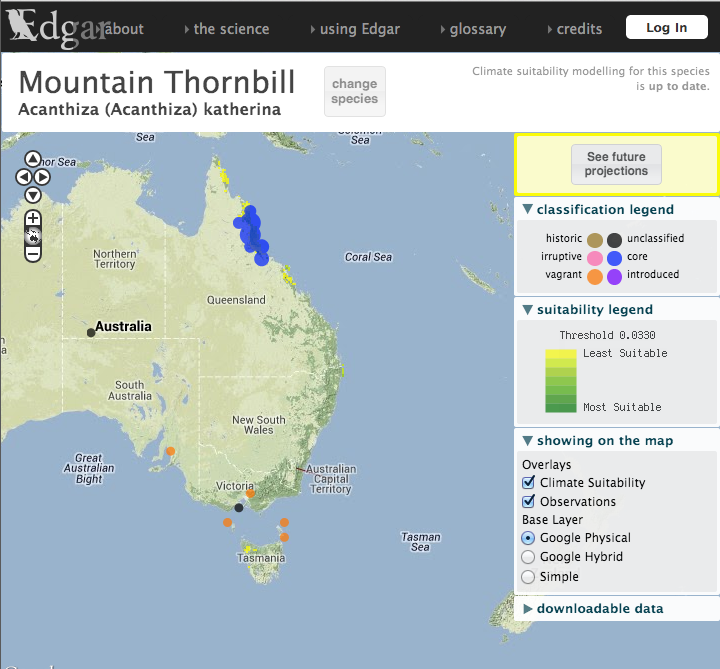 Edgar
about
the science
using Edgar
glossary
credits
Log In
Mountain Thornbill
Acanthiza (Acanthiza) katherina
change
species
Climate suitability modelling for this species
is up to date.
Sea
Solomon
Sea
nor Sea
Coral Sea
Northern
Territory
Queensland
Australia
a
South
Australia
New South
Wales
Great
Australian
Bight
Victoria
Australian
Capital
Territory
Tasman
Sea
Tasmania
See future
projections
classification legend
historic
unclassified
irruptive
core
vagrant
introduced
suitability legend
Threshold 0.0330
Least Suitable
Most Suitable
showing on the map
Overlays
Climate Suitability
Observations
Base Layer
Google Physical
Google Hybrid
Simple
downloadable data